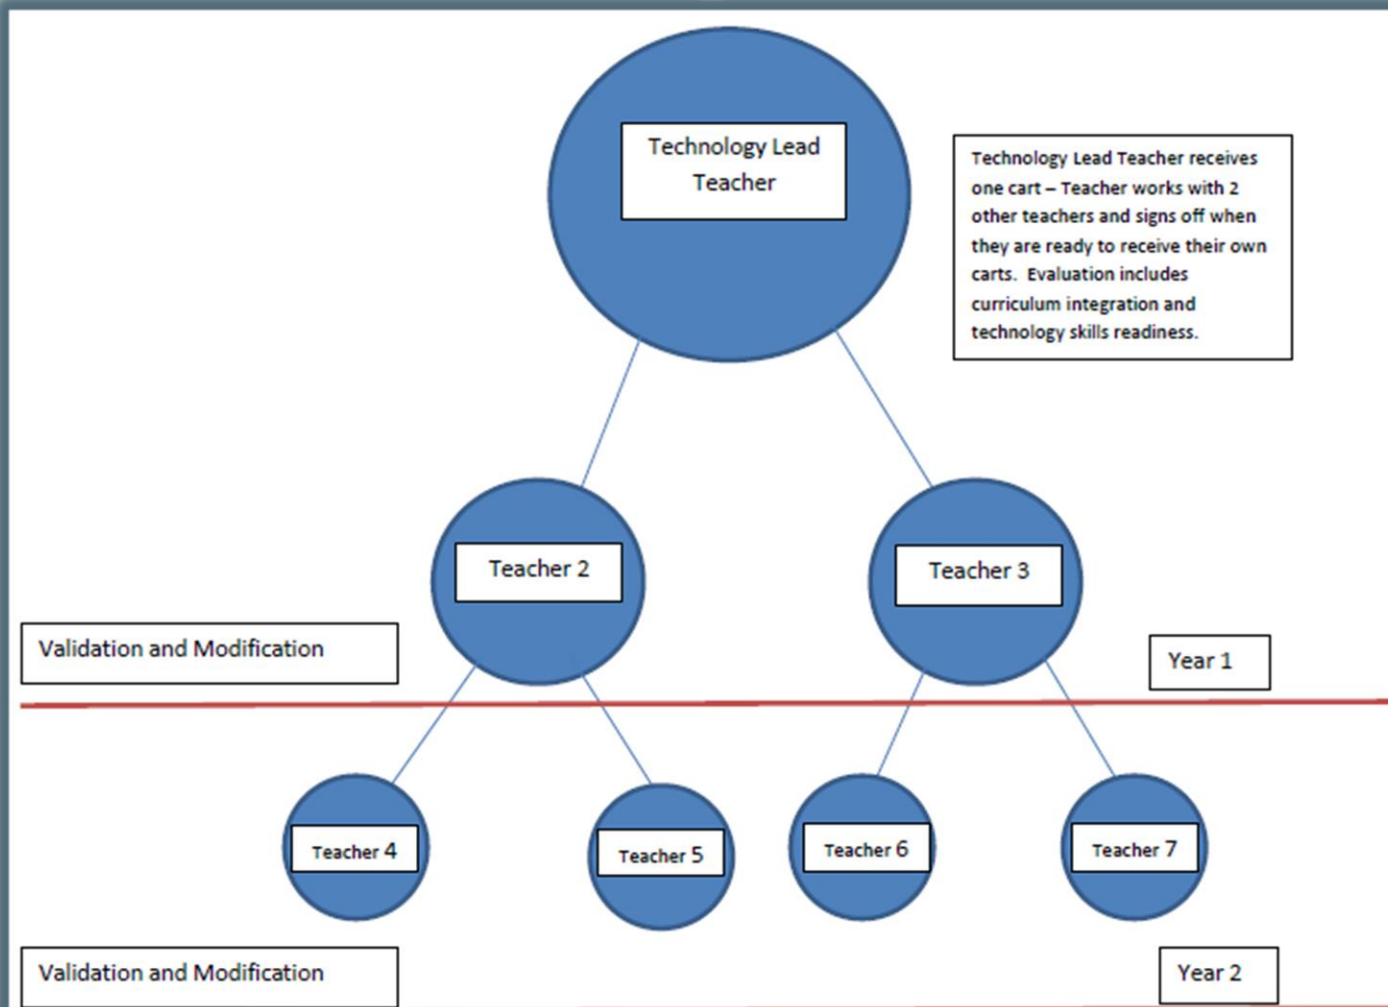 Technology Lead
Teacher
Technology Lead Teacher receives
one cart – Teacher works with 2
other teachers and signs off when
they are ready to receive their own
carts.  Evaluation includes
curriculum integration and
technology skills readiness.
Teacher 2
Teacher 3
Validation and Modification
Year 1
Teacher 4
Teacher 5
Teacher 6
Teacher 7
Validation and Modification
Year 2